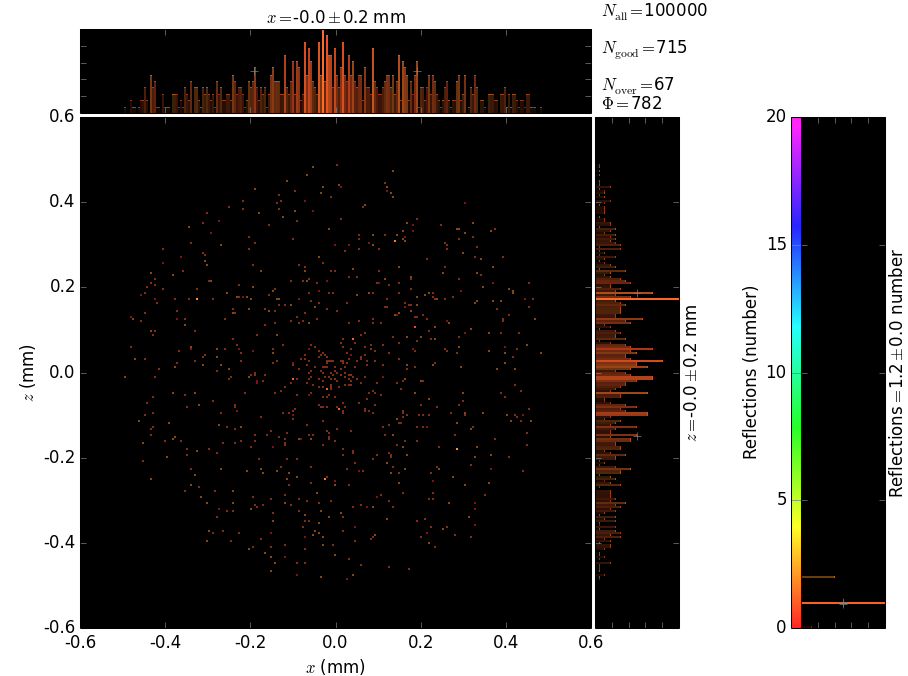 x=-0.0±0.2 mm
N_all=100000
N_good=715
N_over=67
Φ=782
0.6
0.4
0.2
0.0
-0.2
-0.4
-0.6
z (mm)
-0.6 -0.4 -0.2 0.0 0.2 0.4 0.6
x (mm)
z=-0.0±0.2 mm
Reflections (number)
20
15
10
5
0
Reflections=1.2±0.0 number